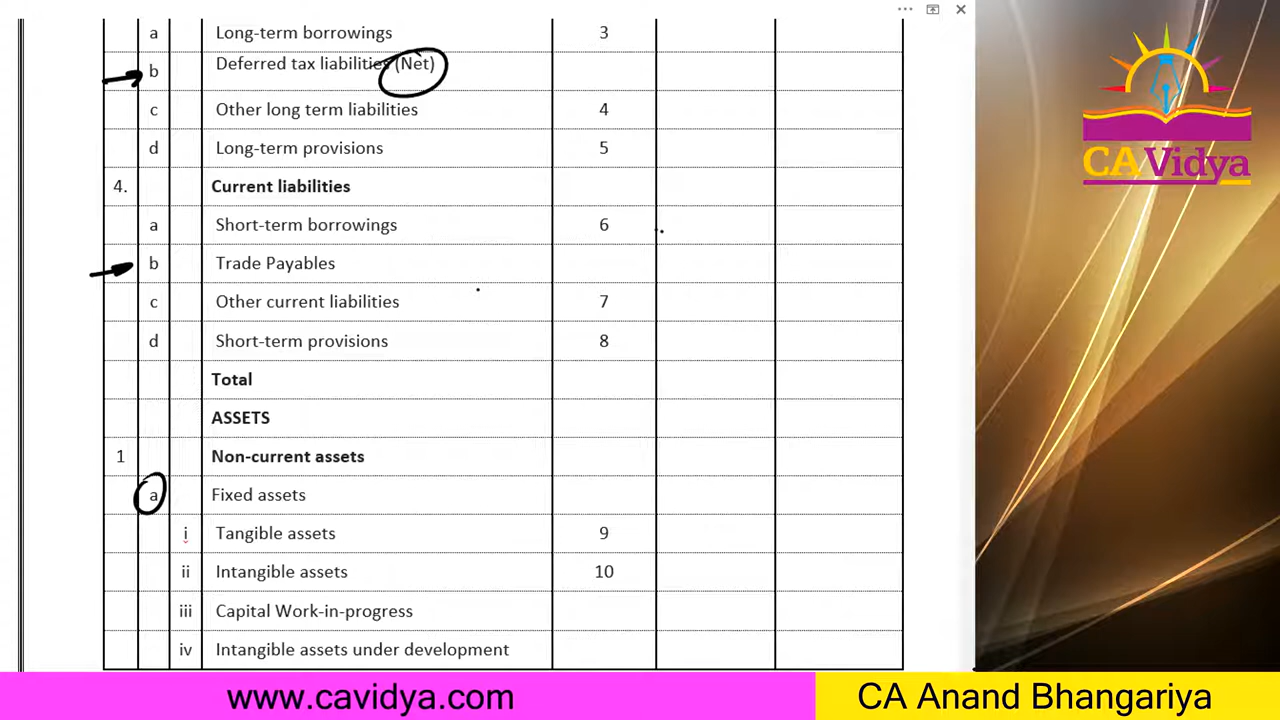 a Long-term borrowings 3
b Deferred tax liabilities (Net)
c Other long term liabilities 4
d Long-term provisions 5
4. Current liabilities
a Short-term borrowings 6
b Trade Payables
c Other current liabilities 7
d Short-term provisions 8
Total
ASSETS
1 Non-current assets
a Fixed assets
i Tangible assets 9
ii Intangible assets 10
iii Capital Work-in-progress
iv Intangible assets under development
CA Vidya
www.cavidya.com
CA Anand Bhangariya